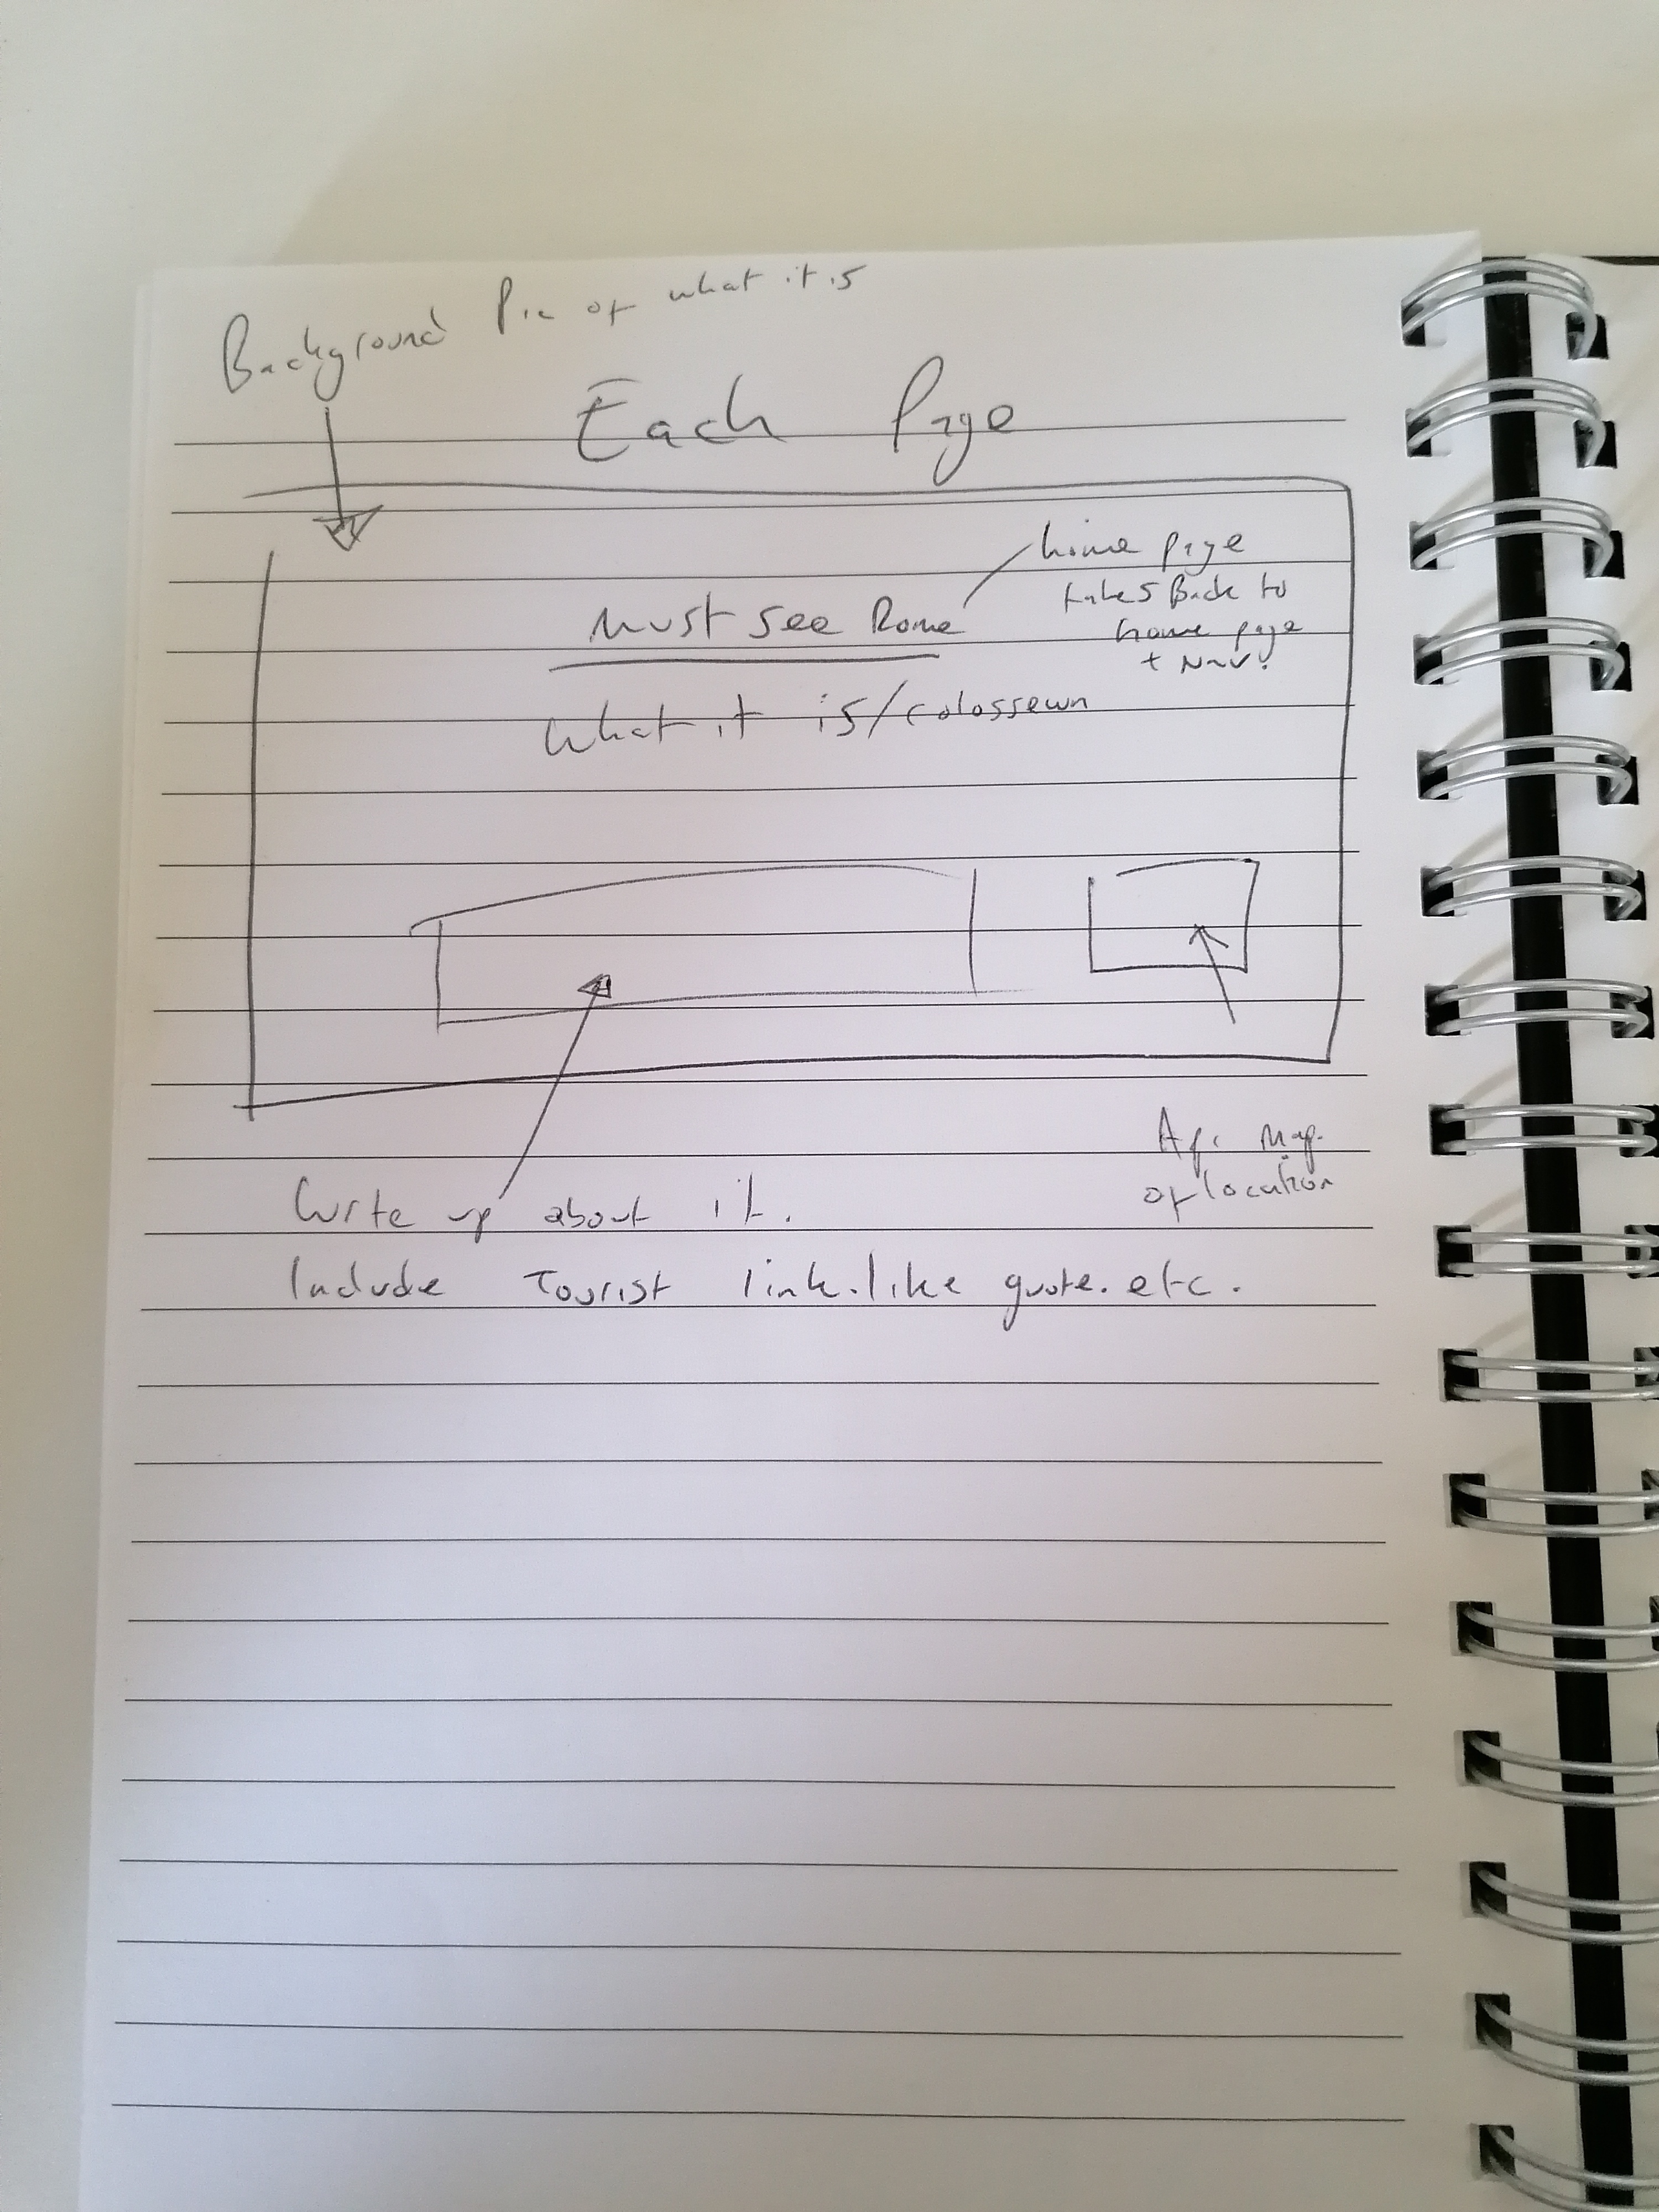 Background Pic of what it is
Each Page
home page
takes Back to
home page
+ Nav.
Must see Rome
What it is/colosseum
Api Map.
of location
Write up about it.
Include Tourist link.like quote.etc.